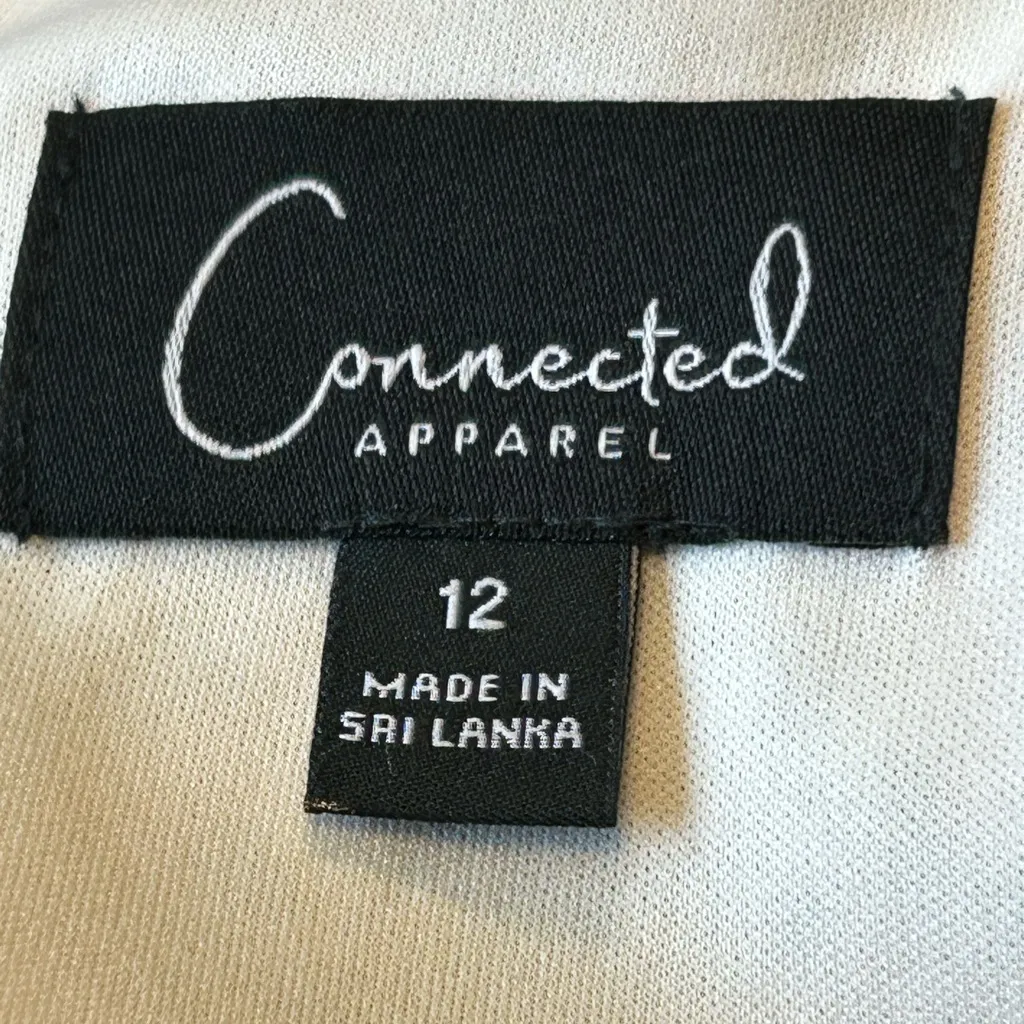 Connected
APPAREL
12
MADE IN
SRI LANKA